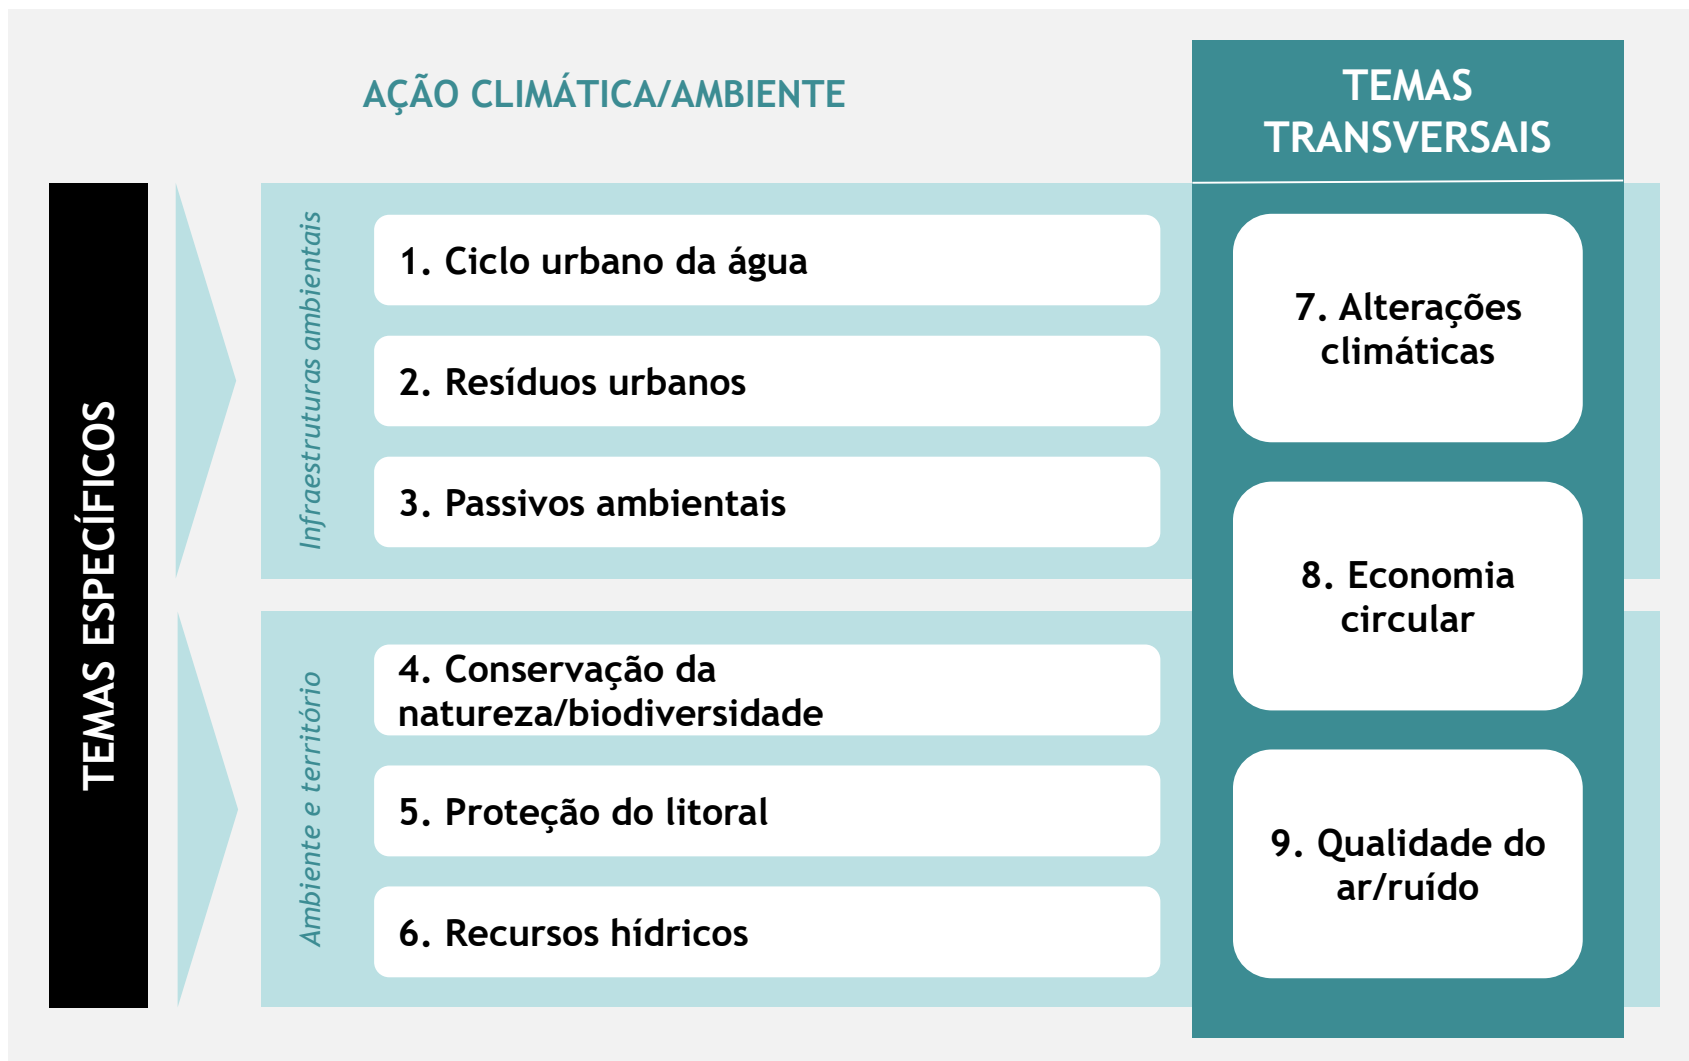 AÇÃO CLIMÁTICA/AMBIENTE
TEMAS
TRANSVERSAIS
TEMAS ESPECÍFICOS
Infraestruturas ambientais
1. Ciclo urbano da água
2. Resíduos urbanos
3. Passivos ambientais
Ambiente e território
4. Conservação da
natureza/biodiversidade
5. Proteção do litoral
6. Recursos hídricos
7. Alterações
climáticas
8. Economia
circular
9. Qualidade do
ar/ruído